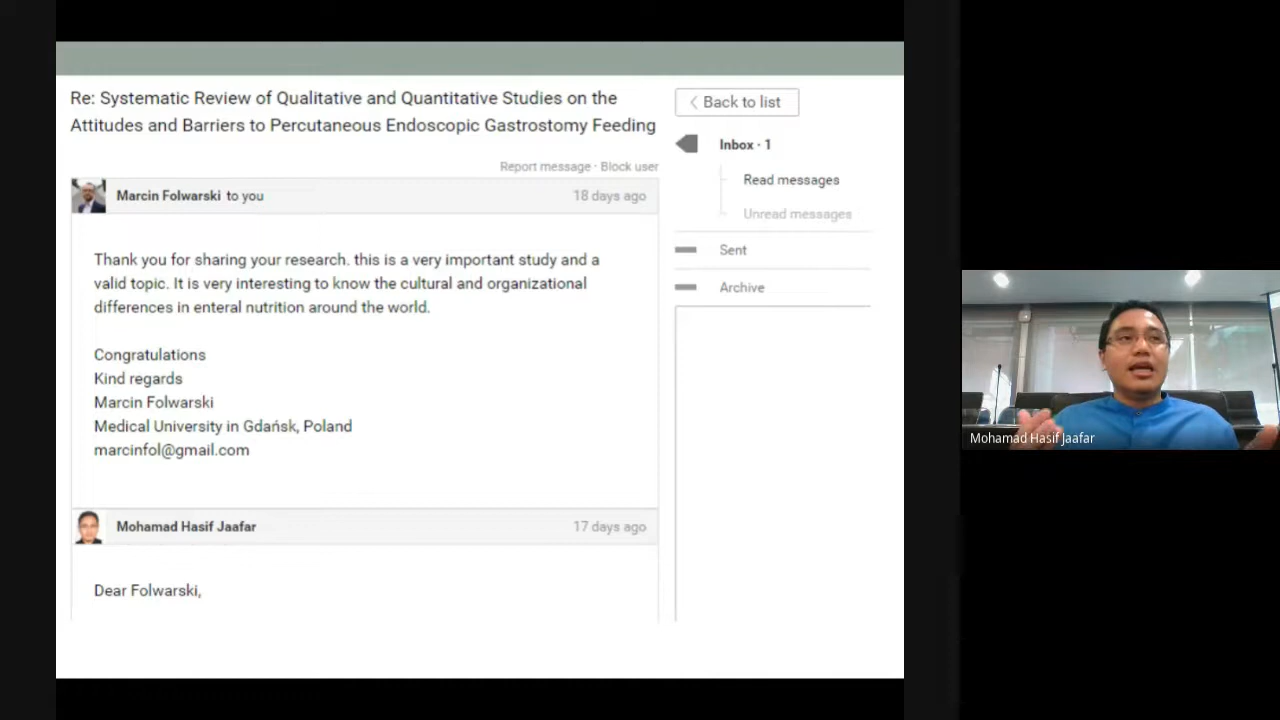 Re: Systematic Review of Qualitative and Quantitative Studies on the
Attitudes and Barriers to Percutaneous Endoscopic Gastrostomy Feeding
Report message · Block user
Marcin Folwarski to you
18 days ago
Thank you for sharing your research. this is a very important study and a
valid topic. It is very interesting to know the cultural and organizational
differences in enteral nutrition around the world.
Congratulations
Kind regards
Marcin Folwarski
Medical University in Gdańsk, Poland
marcinfol@gmail.com
Mohamad Hasif Jaafar
17 days ago
Dear Folwarski,
Back to list
Inbox · 1
Read messages
Unread messages
Sent
Archive
Mohamad Hasif Jaafar